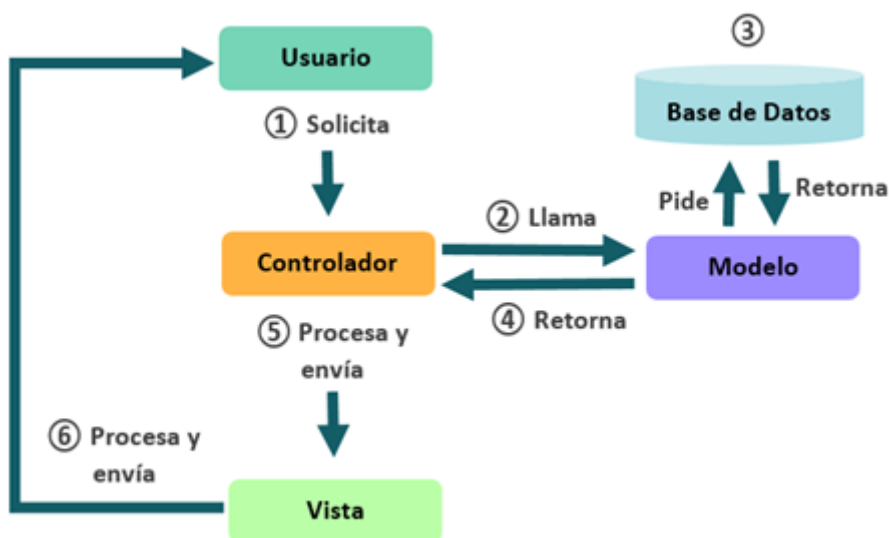 Usuario
③
① Solicita
Base de Datos
Pide
Retorna
② Llama
Controlador
Modelo
④ Retorna
⑤ Procesa y
envía
⑥ Procesa y
envía
Vista